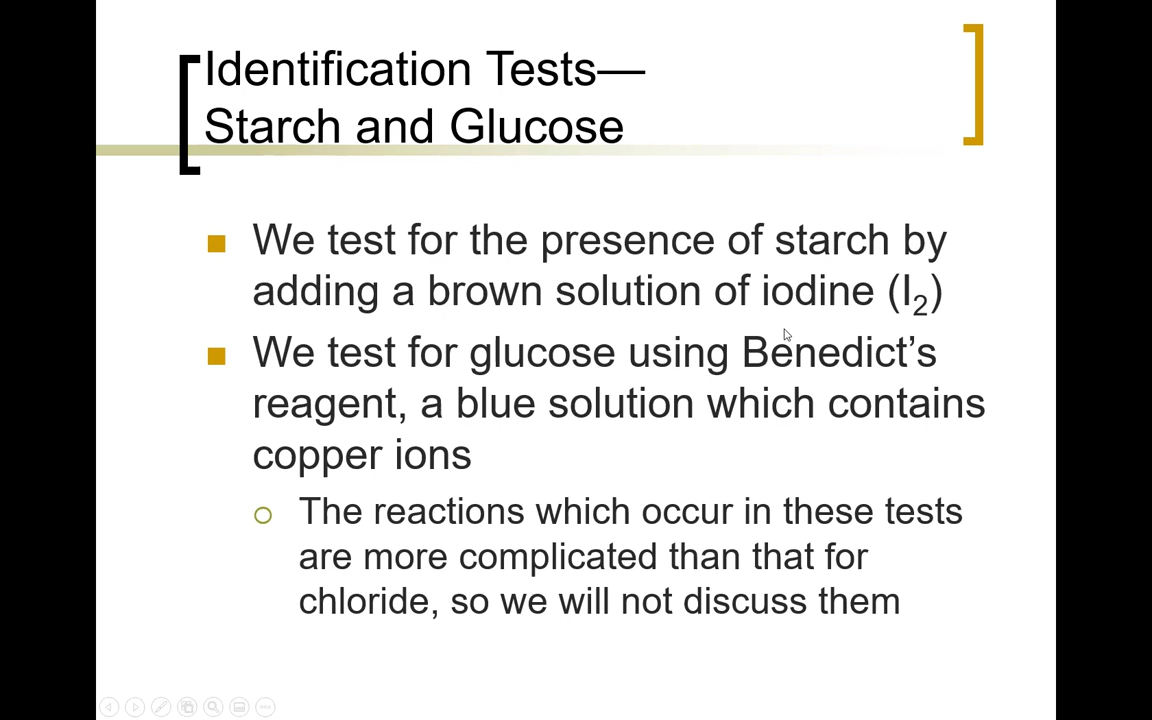 Identification Tests—
Starch and Glucose
We test for the presence of starch by
adding a brown solution of iodine (I₂)
We test for glucose using Benedict’s
reagent, a blue solution which contains
copper ions
The reactions which occur in these tests
are more complicated than that for
chloride, so we will not discuss them